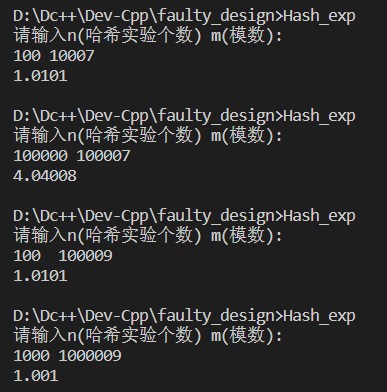 D:\Dc++\Dev-Cpp\faulty_design>Hash_exp
请输入n(哈希实验个数) m(模数):
100 10007
1.0101
D:\Dc++\Dev-Cpp\faulty_design>Hash_exp
请输入n(哈希实验个数) m(模数):
100000 100007
4.04008
D:\Dc++\Dev-Cpp\faulty_design>Hash_exp
请输入n(哈希实验个数) m(模数):
100  100009
1.0101
D:\Dc++\Dev-Cpp\faulty_design>Hash_exp
请输入n(哈希实验个数) m(模数):
1000 1000009
1.001